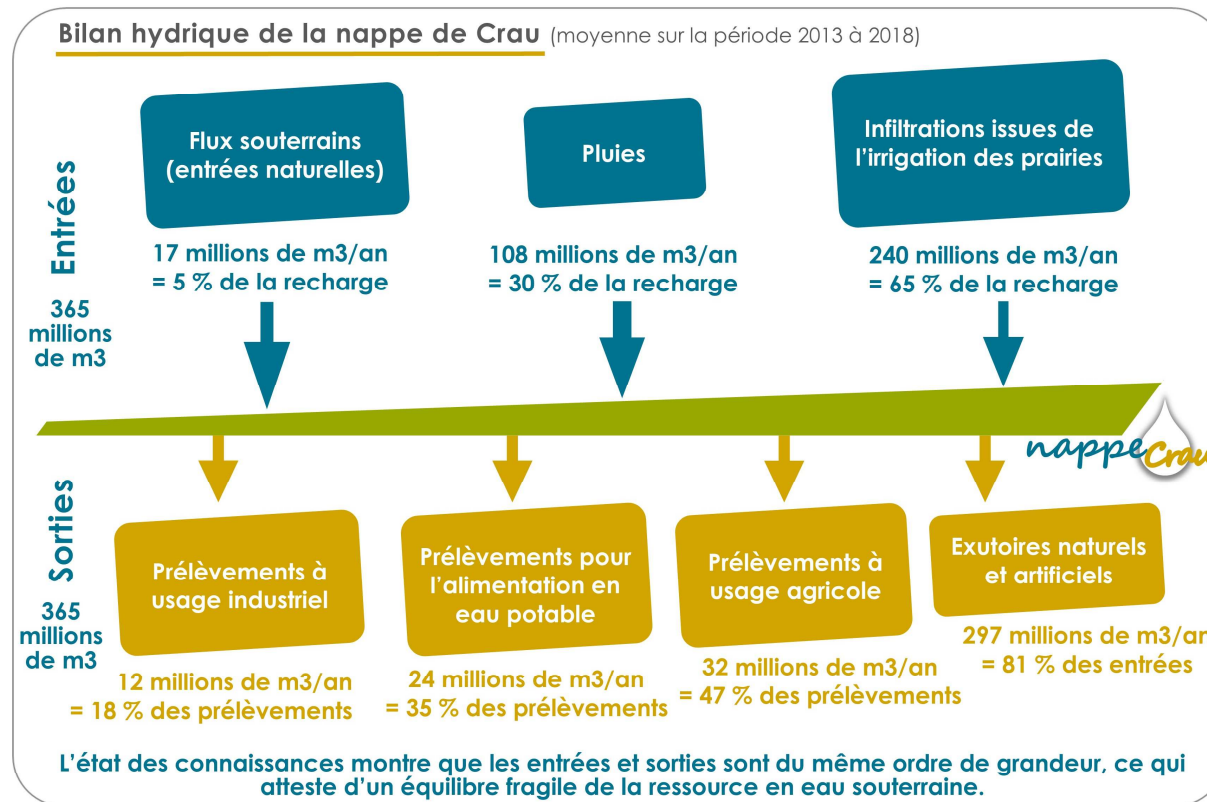 Bilan hydrique de la nappe de Crau (moyenne sur la période 2013 à 2018)
Entrées
365
millions
de m3
Flux souterrains
(entrées naturelles)
17 millions de m3/an
= 5 % de la recharge
Pluies
108 millions de m3/an
= 30 % de la recharge
Infiltrations issues de
l'irrigation des prairies
240 millions de m3/an
= 65 % de la recharge
nappe Crau
Sorties
365
millions
de m3
Prélèvements à
usage industriel
12 millions de m3/an
= 18 % des prélèvements
Prélèvements pour
l'alimentation en
eau potable
24 millions de m3/an
= 35 % des prélèvements
Prélèvements à
usage agricole
32 millions de m3/an
= 47 % des prélèvements
Exutoires naturels
et artificiels
297 millions de m3/an
= 81 % des entrées
L'état des connaissances montre que les entrées et sorties sont du même ordre de grandeur, ce qui
atteste d'un équilibre fragile de la ressource en eau souterraine.